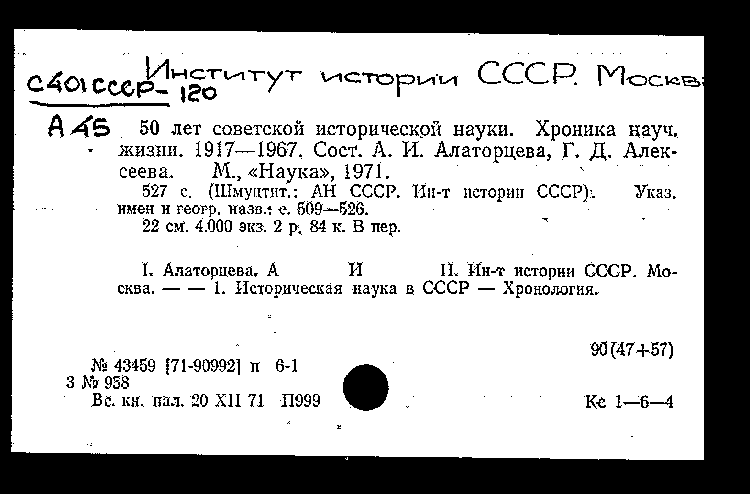 Институт истории СССР. Москва
С401СССР-120
А45
50 лет советской исторической науки. Хроника науч.
жизни. 1917—1967. Сост. А. И. Алаторцева, Г. Д. Алек-
сеева. М., «Наука», 1971.
527 с. (Шмуцтит.: АН СССР. Ин-т истории СССР). Указ.
имен и геогр. назв.: с. 509—526.
22 см. 4.000 экз. 2 р. 84 к. В пер.
I. Алаторцева, А И II. Ин-т истории СССР. Мо-
сква. — — 1. Историческая наука в СССР — Хронология.
90(47+57)
№ 43459 [71-90992] п 6-1
З № 938
Вс. кн. пал. 20 XII 71 П999 Кс 1—6—4